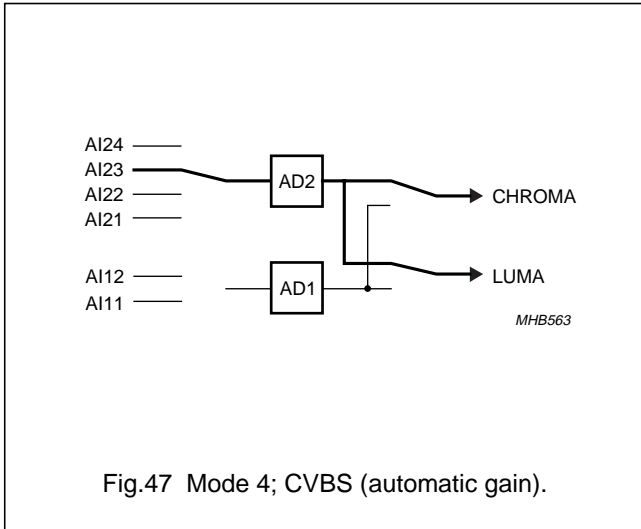 AI24
AI23
AI22
AI21
AD2
CHROMA
AI12
AI11
AD1
LUMA
MHB563
Fig.47 Mode 4; CVBS (automatic gain).